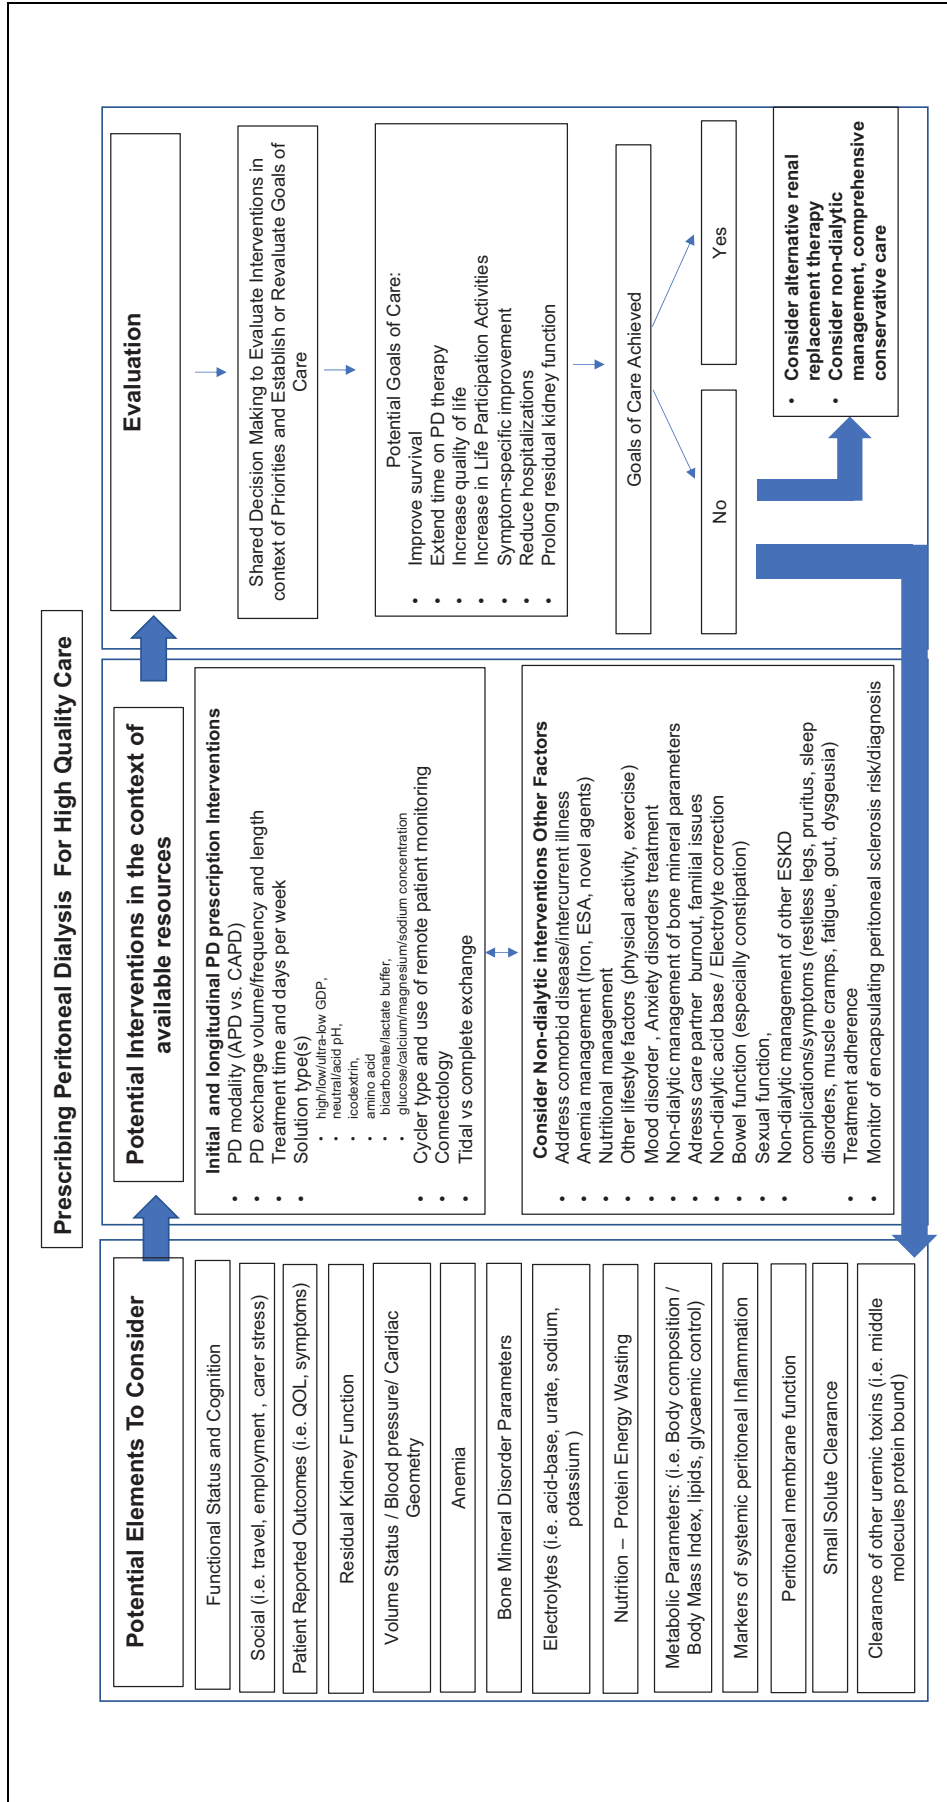 Prescribing Peritoneal Dialysis For High Quality Care
Potential Elements To Consider
Functional Status and Cognition
Social (i.e. travel, employment , carer stress)
Patient Reported Outcomes (i.e. QOL, symptoms)
Residual Kidney Function
Volume Status / Blood pressure/ Cardiac
Geometry
Anemia
Bone Mineral Disorder Parameters
Electrolytes (i.e. acid-base, urate, sodium,
potassium )
Nutrition – Protein Energy Wasting
Metabolic Parameters: (i.e. Body composition /
Body Mass Index, lipids, glycaemic control)
Markers of systemic peritoneal Inflammation
Peritoneal membrane function
Small Solute Clearance
Clearance of other uremic toxins (i.e. middle
molecules protein bound)
Potential Interventions in the context of
available resources
Initial and longitudinal PD prescription Interventions
• PD modality (APD vs. CAPD)
• PD exchange volume/frequency and length
• Treatment time and days per week
• Solution type(s)
• high/low/ultra-low GDP,
• neutral/acid pH,
• icodextrin,
• amino acid
• bicarbonate/lactate buffer,
• glucose/calcium/magnesium/sodium concentration
• Cycler type and use of remote patient monitoring
• Connectology
• Tidal vs complete exchange
Consider Non-dialytic interventions Other Factors
• Address comorbid disease/intercurrent illness
• Anemia management (Iron, ESA, novel agents)
• Nutritional management
• Other lifestyle factors (physical activity, exercise)
• Mood disorder , Anxiety disorders treatment
• Non-dialytic management of bone mineral parameters
• Adresss care partner burnout, familial issues
• Non-dialytic acid base / Electrolyte correction
• Bowel function (especially constipation)
• Sexual function,
• Non-dialytic management of other ESKD
complications/symptoms (restless legs, pruritus, sleep
disorders, muscle cramps, fatigue, gout, dysgeusia)
• Treatment adherence
• Monitor of encapsulating peritoneal sclerosis risk/diagnosis
Evaluation
Shared Decision Making to Evaluate Interventions in
context of Priorities and Establish or Revaluate Goals of
Care
Potential Goals of Care:
• Improve survival
• Extend time on PD therapy
• Increase quality of life
• Increase in Life Participation Activities
• Symptom-specific improvement
• Reduce hospitalizations
• Prolong residual kidney function
Goals of Care Achieved
No
Yes
• Consider alternative renal
replacement therapy
• Consider non-dialytic
management, comprehensive
conservative care